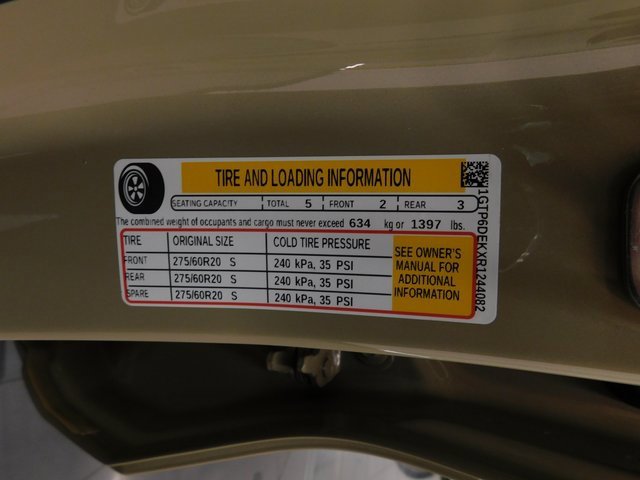 TIRE AND LOADING INFORMATION
SEATING CAPACITY TOTAL 5 FRONT 2 REAR 3
The combined weight of occupants and cargo must never exceed 634 kg or 1397 lbs.
TIRE ORIGINAL SIZE COLD TIRE PRESSURE
FRONT 275/60R20 S 240 kPa, 35 PSI
REAR 275/60R20 S 240 kPa, 35 PSI
SPARE 275/60R20 S 240 kPa, 35 PSI
SEE OWNER'S
MANUAL FOR
ADDITIONAL
INFORMATION
1GTP6DEKXR1244082